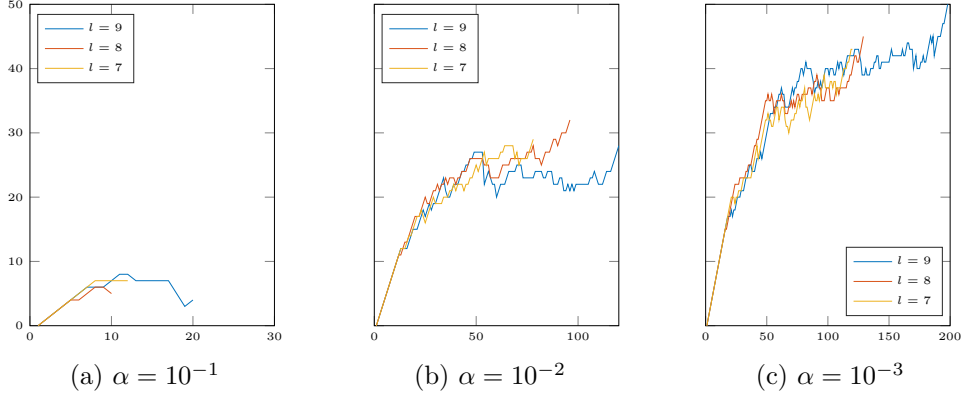 50
40
30
20
10
0
l = 9
l = 8
l = 7
0 10 20 30
(a) α = 10⁻¹
l = 9
l = 8
l = 7
0 50 100
(b) α = 10⁻²
l = 9
l = 8
l = 7
0 50 100 150 200
(c) α = 10⁻³